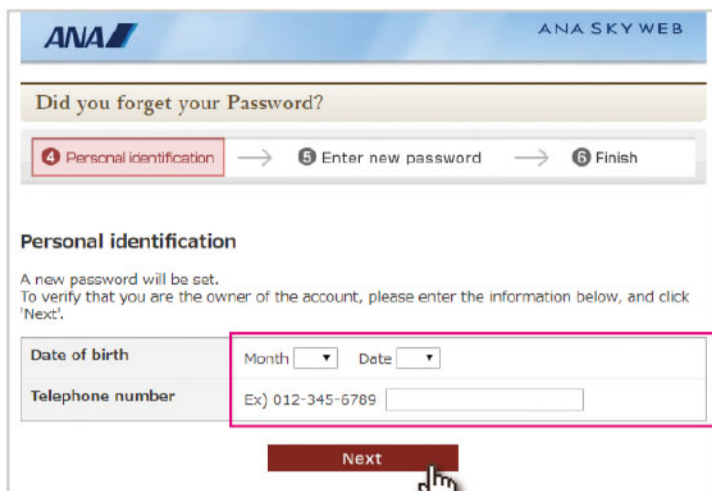 ANA
ANA SKY WEB
Did you forget your Password?
4 Personal identification → 5 Enter new password → 6 Finish
Personal identification
A new password will be set.
To verify that you are the owner of the account, please enter the information below, and click
'Next'.
Date of birth Month ▼ Date ▼
Telephone number Ex) 012-345-6789
Next